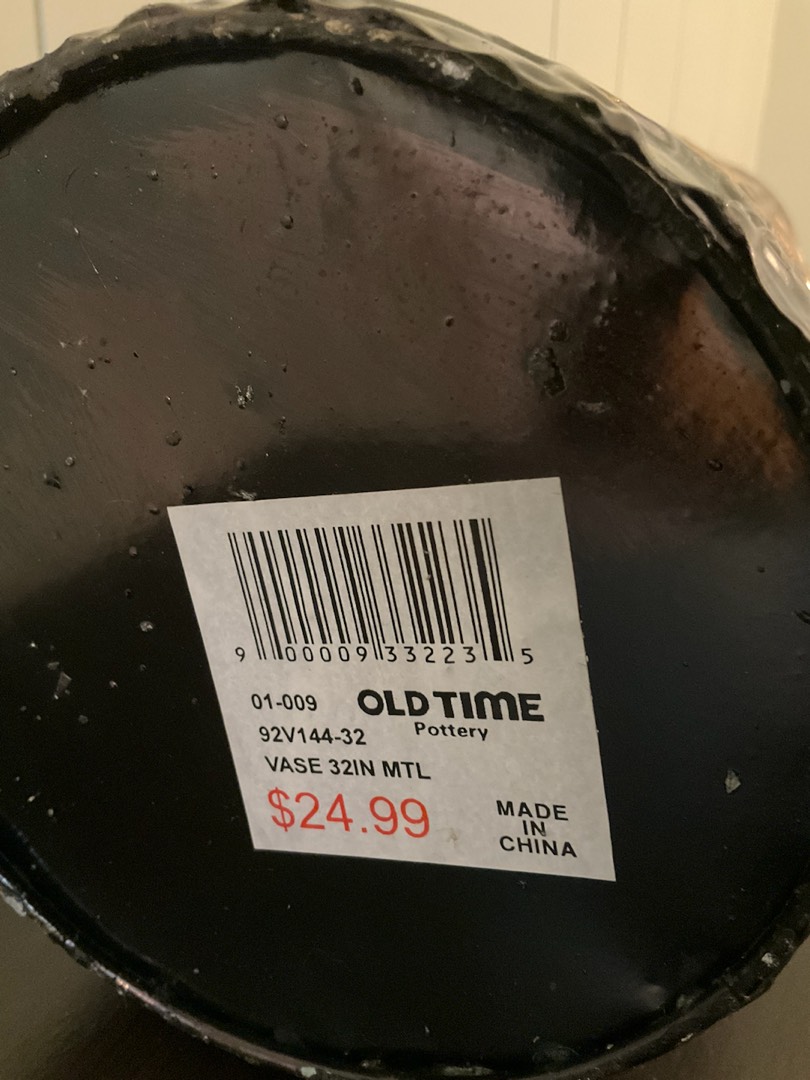 9 00009 33223 5
01-009
OLD TIME
Pottery
92V144-32
VASE 32IN MTL
$24.99
MADE
IN
CHINA